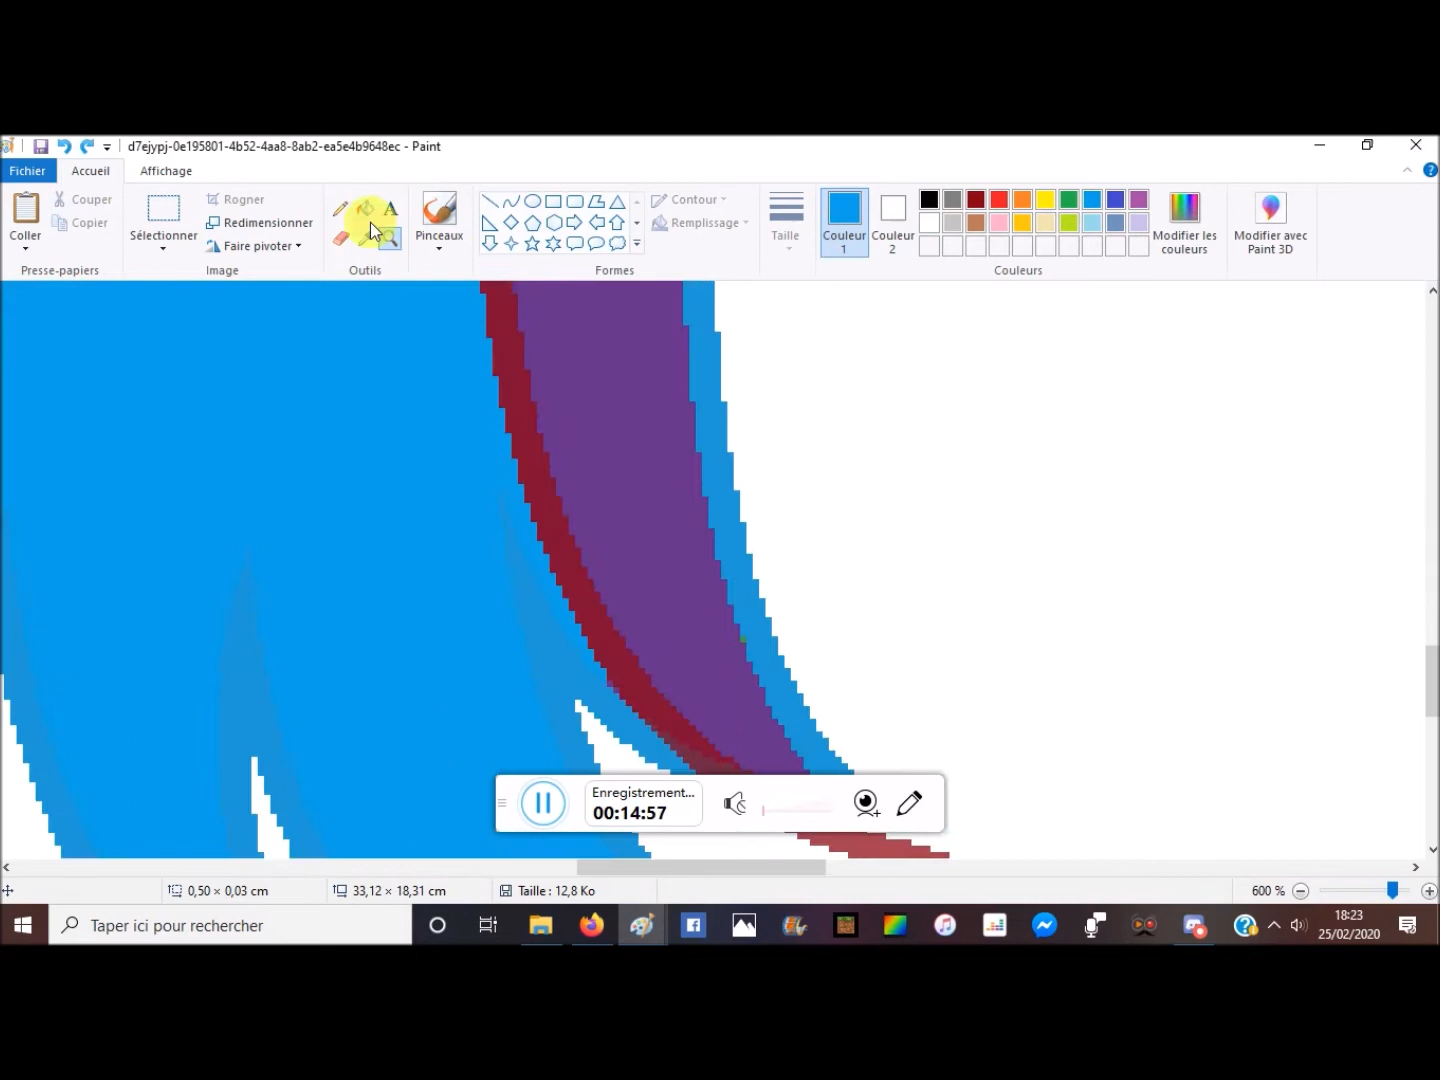 d7ejypj-0e195801-4b52-4aa8-8ab2-ea5e4b9648ec - Paint
Fichier Accueil Affichage
Coller
Couper
Copier
Presse-papiers
Sélectionner
Rogner
Redimensionner
Faire pivoter
Image
A
Outils
Pinceaux
Contour
Remplissage
Formes
Taille
Couleur 1
Couleur 2
Couleurs
Modifier les couleurs
Modifier avec Paint 3D
Enregistrement...
00:14:57
0,50 × 0,03 cm
33,12 × 18,31 cm
Taille : 12,8 Ko
600 %
Taper ici pour rechercher
18:23
25/02/2020